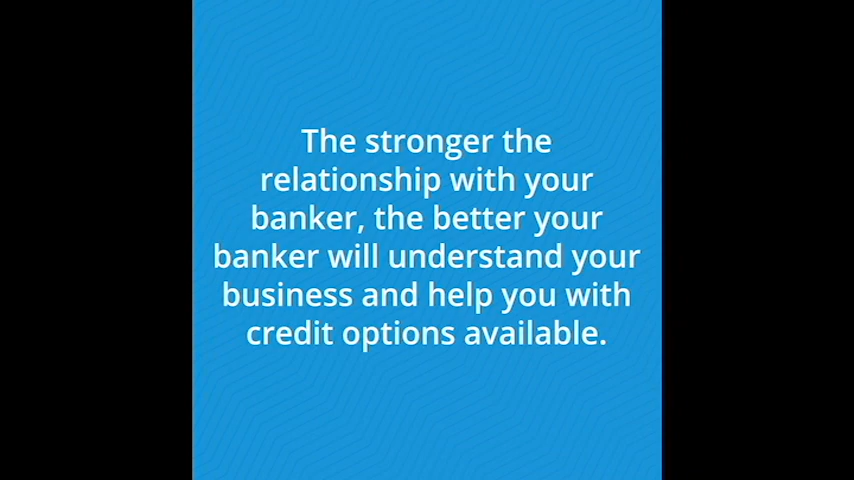 The stronger the
relationship with your
banker, the better your
banker will understand your
business and help you with
credit options available.